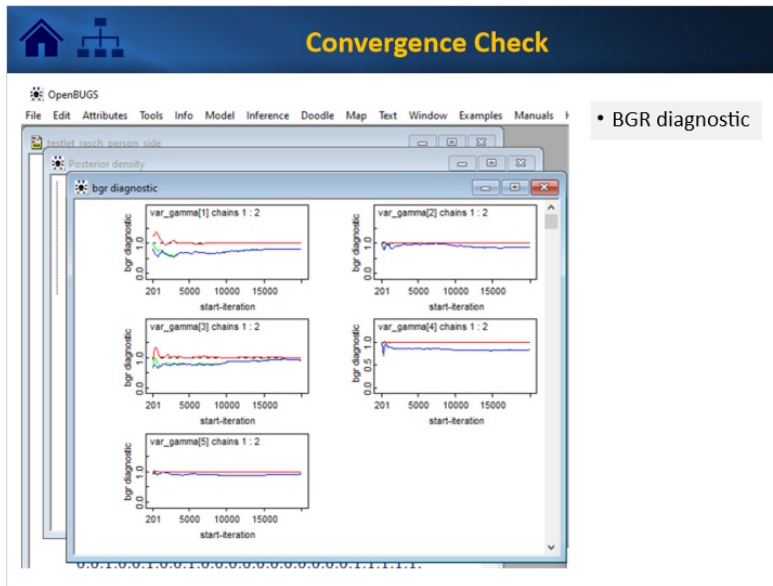 Convergence Check
OpenBUGS
File Edit Attributes Tools Info Model Inference Doodle Map Text Window Examples Manuals
• BGR diagnostic
testlet_rasch_person_side
Posterior density
bgr diagnostic
var_gamma[1] chains 1 : 2
bgr diagnostic
0.0 1.0
201 5000 10000 15000
start-iteration
var_gamma[2] chains 1 : 2
bgr diagnostic
0.0 1.0
201 5000 10000 15000
start-iteration
var_gamma[3] chains 1 : 2
bgr diagnostic
0.0 1.0
201 5000 10000 15000
start-iteration
var_gamma[4] chains 1 : 2
bgr diagnostic
0.0 0.5 1.0
201 5000 10000 15000
start-iteration
var_gamma[5] chains 1 : 2
bgr diagnostic
0.0 1.0
201 5000 10000 15000
start-iteration